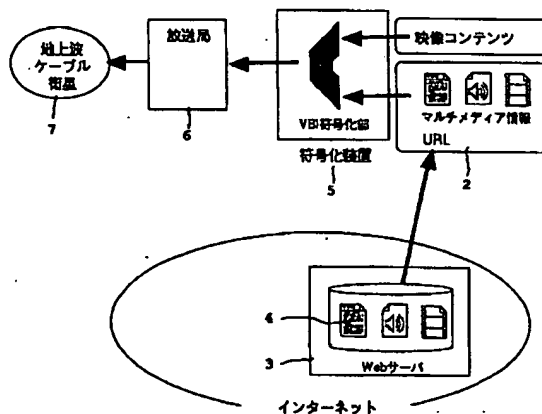 地上波
ケーブル
衛星
7
放送局
6
VBI符号化部
符号化装置
5
映像コンテンツ
マルチメディア情報
URL
2
4
3
Webサーバ
インターネット